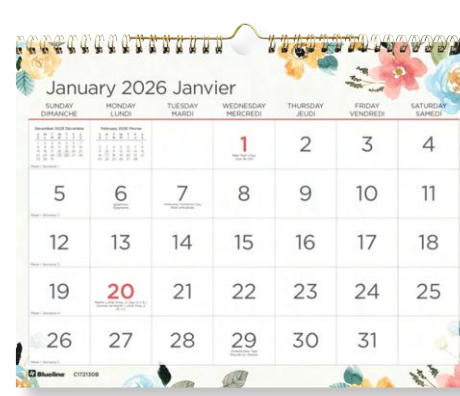 January 2026 Janvier
SUNDAY MONDAY TUESDAY WEDNESDAY THURSDAY FRIDAY SATURDAY
DIMANCHE LUNDI MARDI MERCREDI JEUDI VENDREDI SAMEDI
1 2 3 4
5 6 7 8 9 10 11
12 13 14 15 16 17 18
19 20 21 22 23 24 25
26 27 28 29 30 31
Blueline C172130B